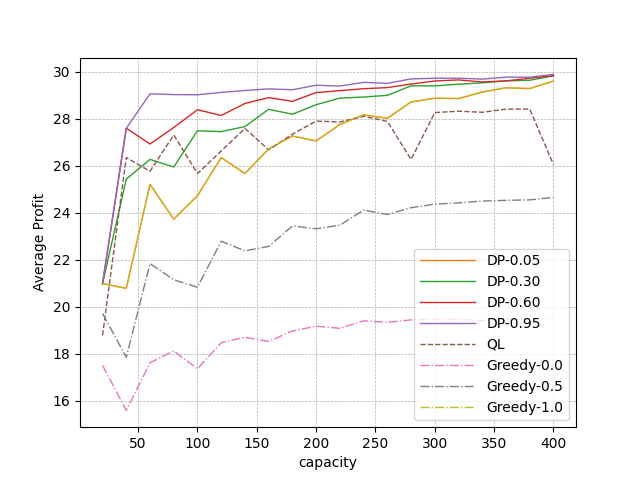 30
28
26
24
22
20
18
16
Average Profit
DP-0.05
DP-0.30
DP-0.60
DP-0.95
QL
Greedy-0.0
Greedy-0.5
Greedy-1.0
50 100 150 200 250 300 350 400
capacity